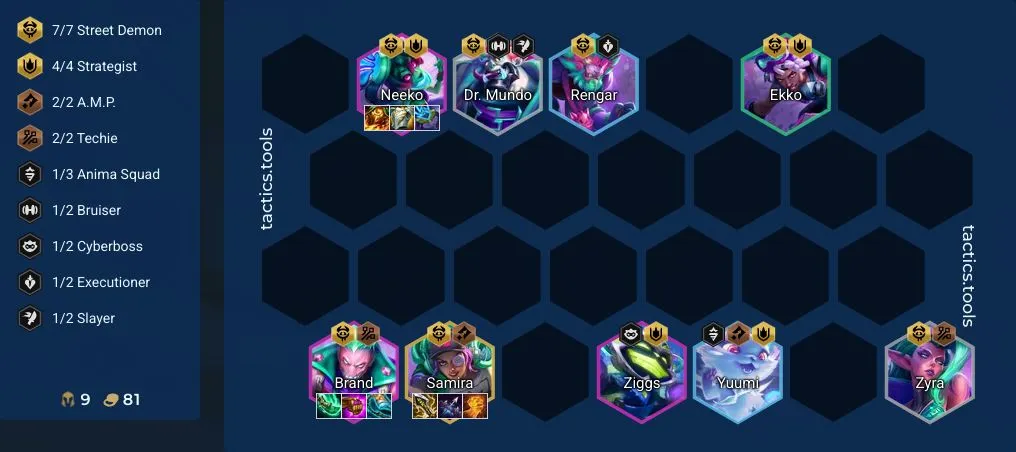 7/7 Street Demon
4/4 Strategist
2/2 A.M.P.
2/2 Techie
1/3 Anima Squad
1/2 Bruiser
1/2 Cyberboss
1/2 Executioner
1/2 Slayer
9 81
tactics.tools
Neeko Dr. Mundo Rengar Ekko
Brand Samira Ziggs Yuumi Zyra
tactics.tools